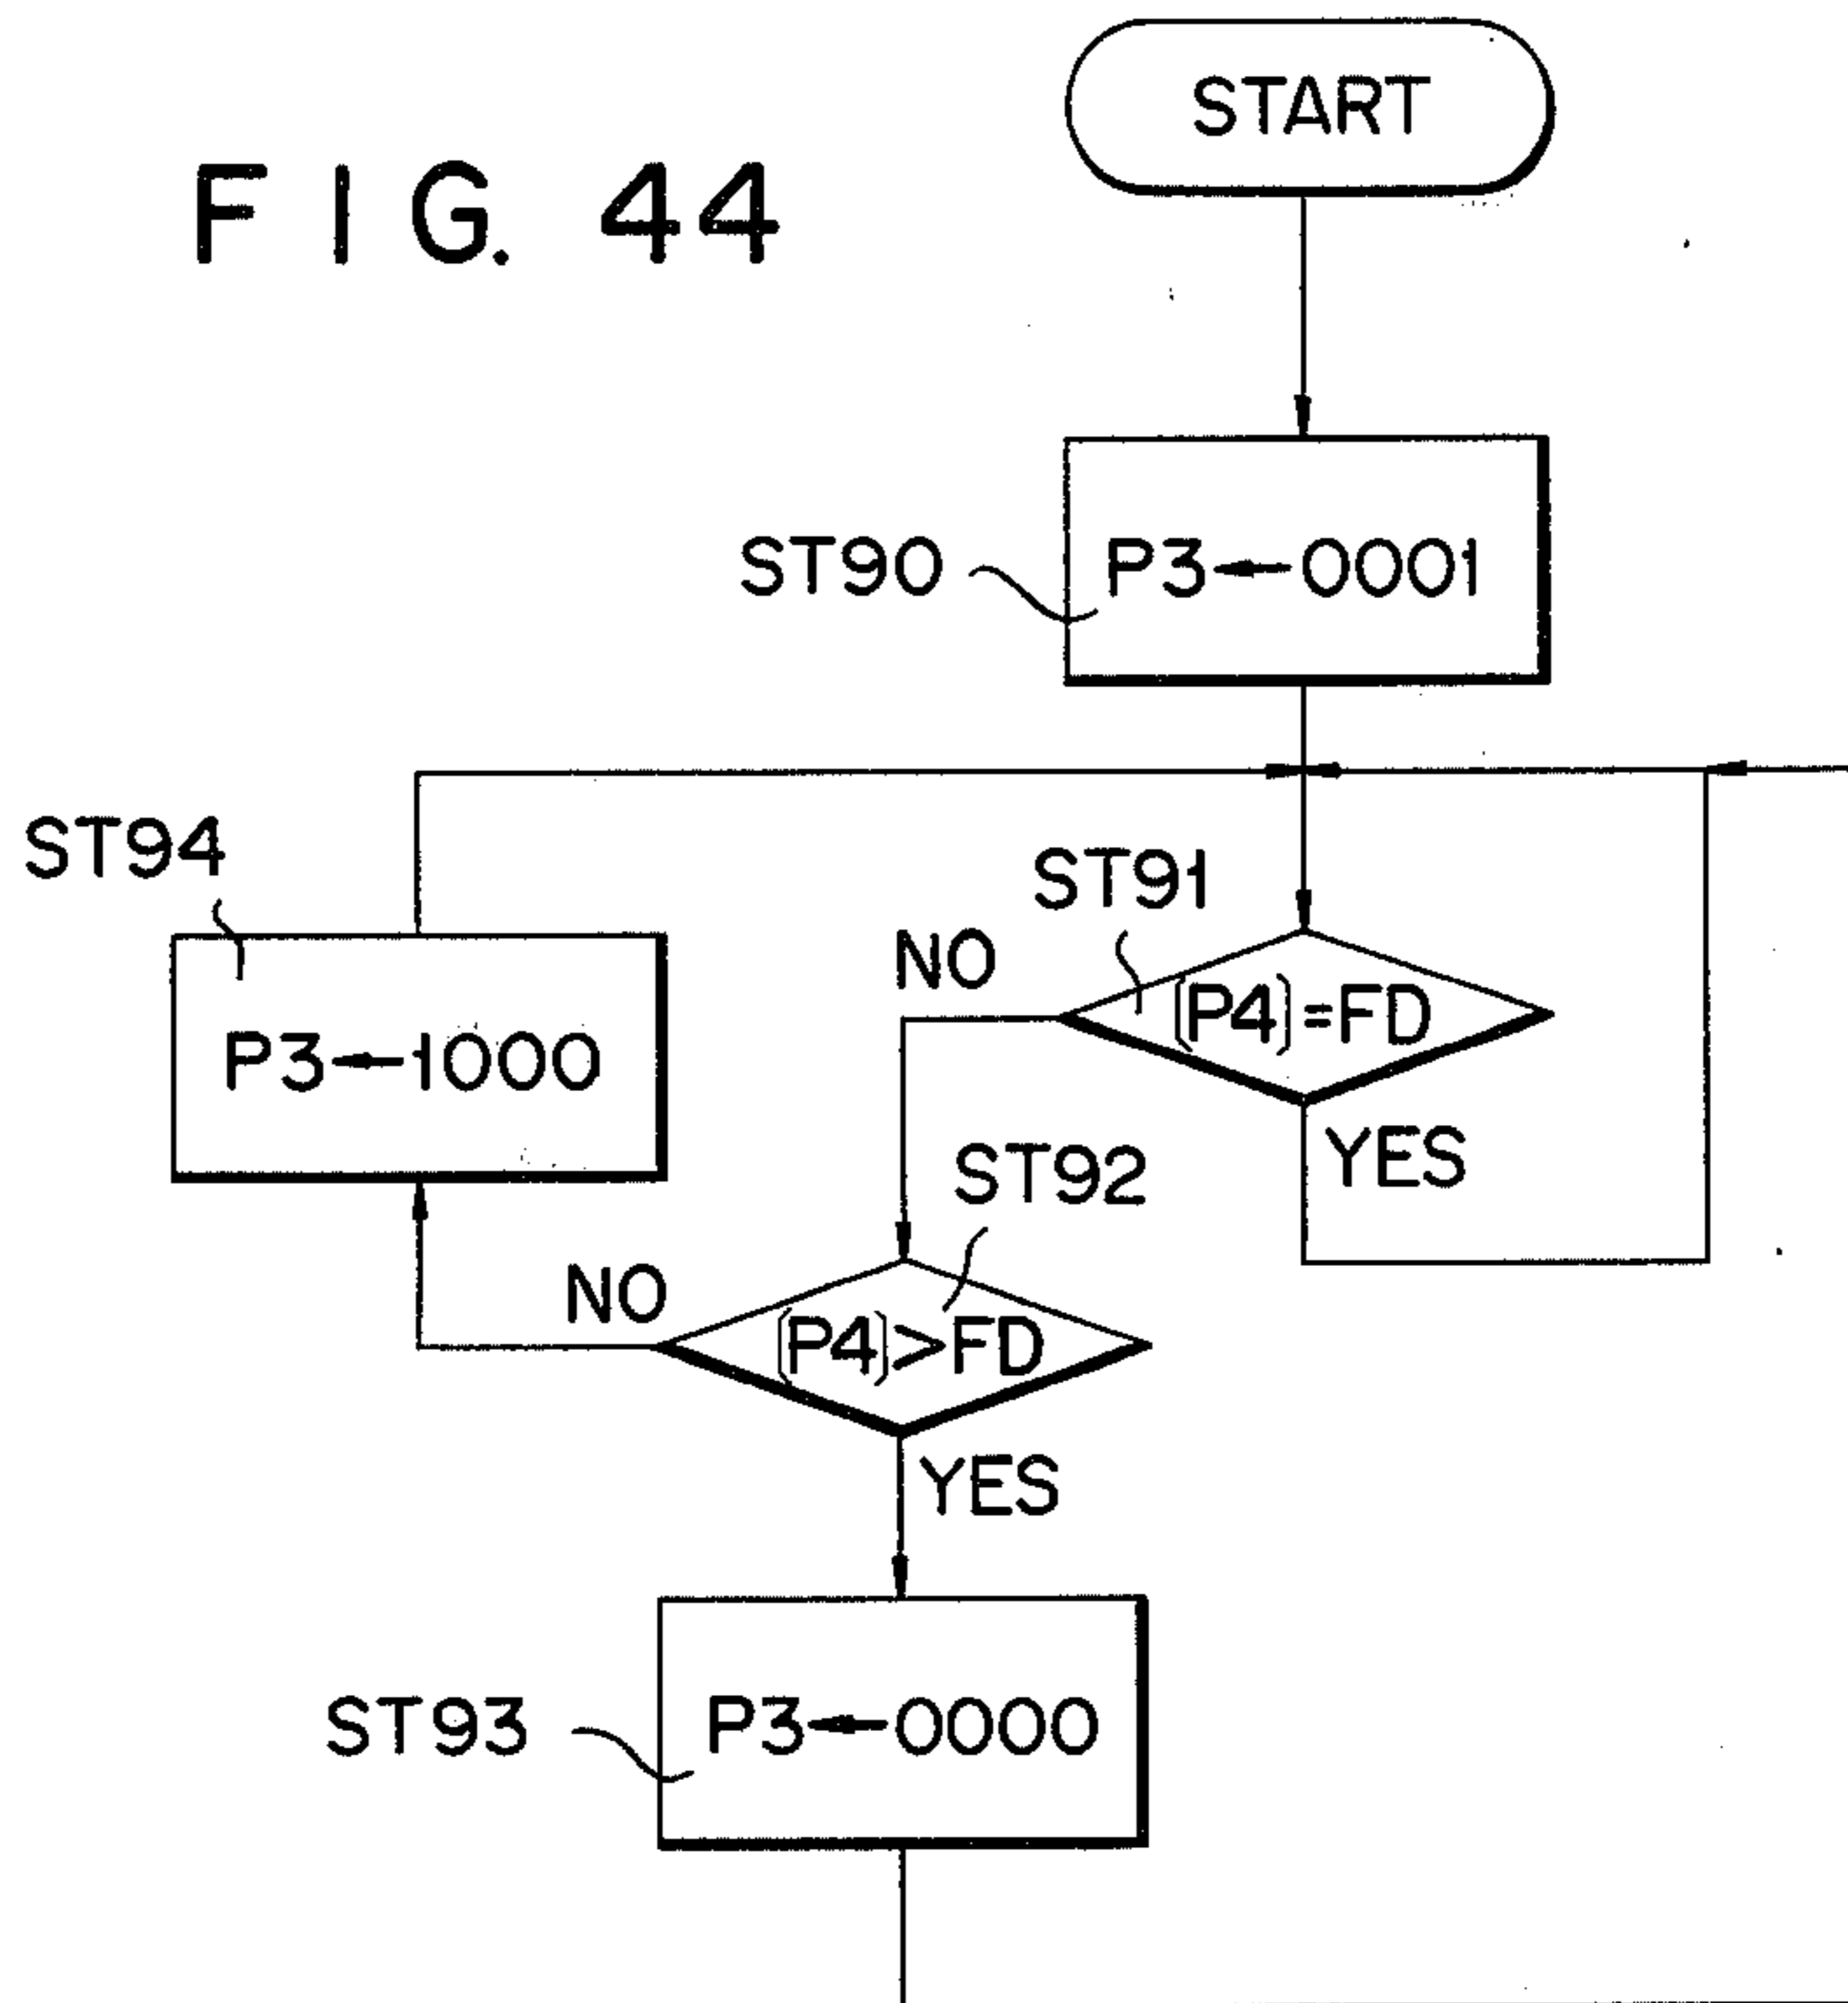 FIG. 44
START
ST90
P3←0001
ST94
ST91
NO
[P4]=FD
P3←1000
YES
ST92
NO
[P4]>FD
YES
ST93
P3←0000